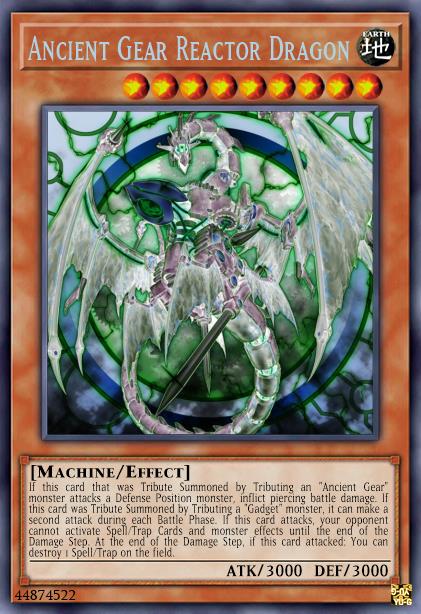 ANCIENT GEAR REACTOR DRAGON
EARTH
地
[MACHINE/EFFECT]
If this card that was Tribute Summoned by Tributing an "Ancient Gear"
monster attacks a Defense Position monster, inflict piercing battle damage. If
this card was Tribute Summoned by Tributing a "Gadget" monster, it can make a
second attack during each Battle Phase. If this card attacks, your opponent
cannot activate Spell/Trap Cards and monster effects until the end of the
Damage Step. At the end of the Damage Step, if this card attacked: You can
destroy 1 Spell/Trap on the field.
ATK/3000 DEF/3000
44874522